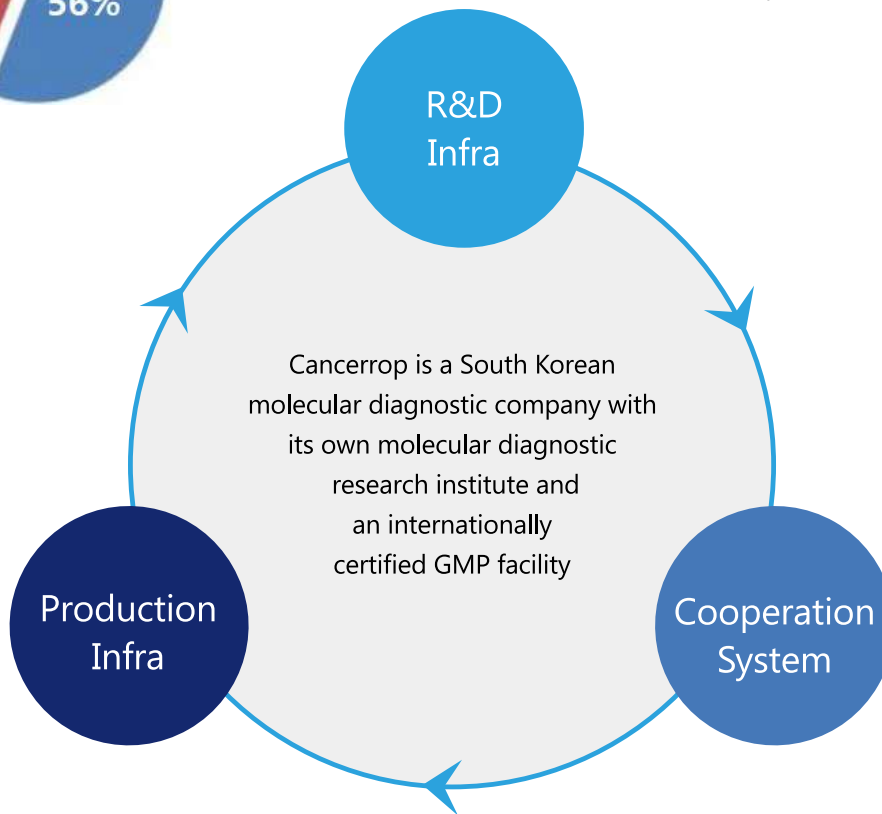 56%
R&D
Infra
Cancerrop is a South Korean
molecular diagnostic company with
its own molecular diagnostic
research institute and
an internationally
certified GMP facility
Production
Infra
Cooperation
System